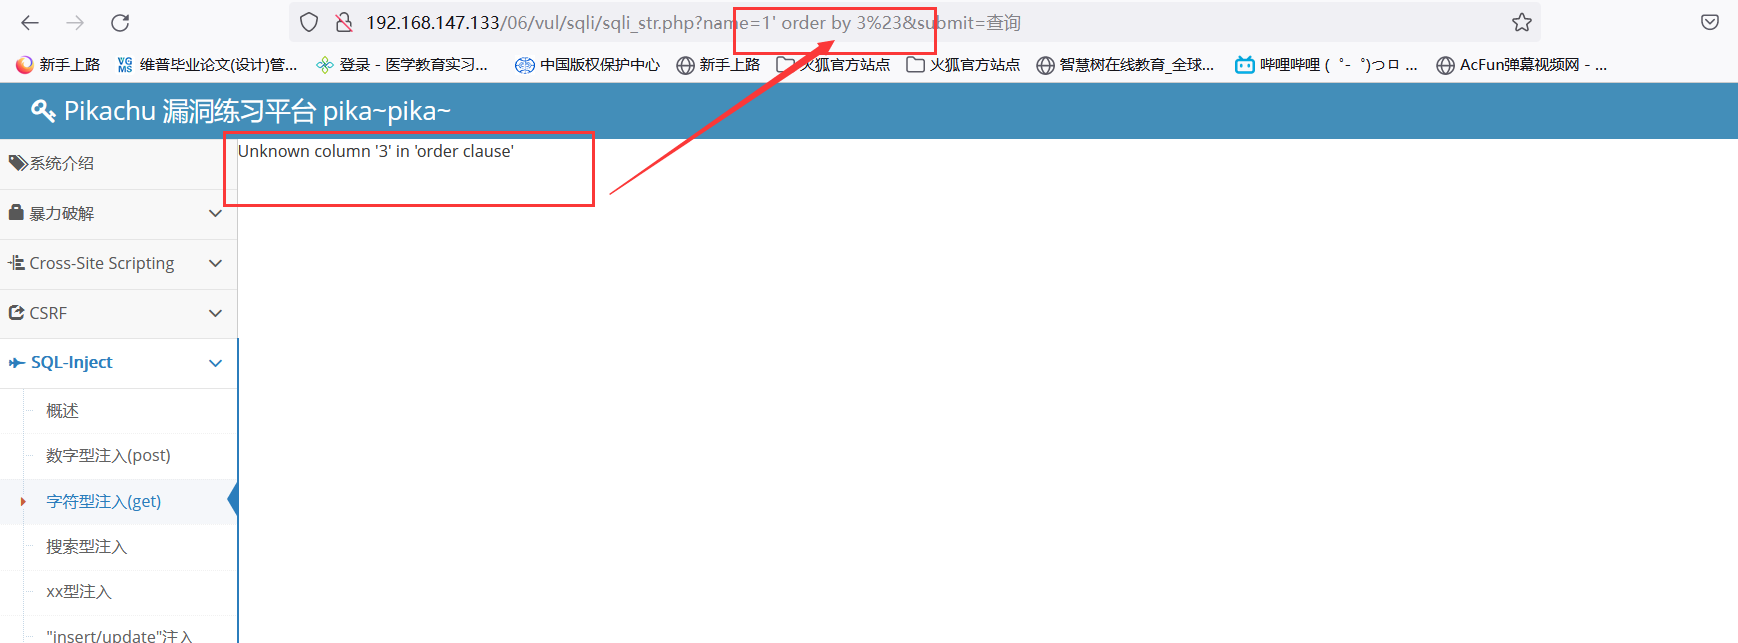 192.168.147.133/06/vul/sqli/sqli_str.php?name=1' order by 3%23&submit=查询
新手上路 维普毕业论文(设计)管... 登录 - 医学教育实习... 中国版权保护中心 新手上路 火狐官方站点 火狐官方站点 智慧树在线教育_全球... 哔哩哔哩 ( ゜- ゜)つロ ... AcFun弹幕视频网 - ...
Pikachu 漏洞练习平台 pika~pika~
Unknown column '3' in 'order clause'
系统介绍
暴力破解
Cross-Site Scripting
CSRF
SQL-Inject
概述
数字型注入(post)
字符型注入(get)
搜索型注入
xx型注入
"insert/update"注入